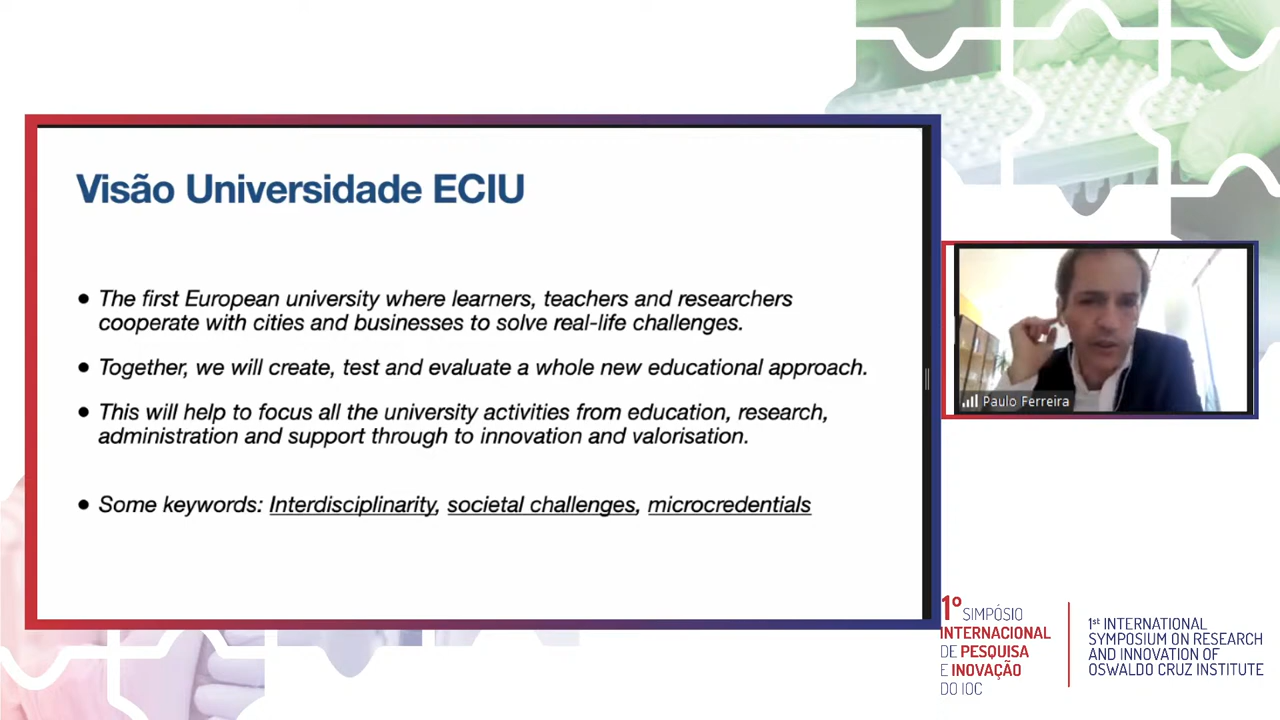 Visão Universidade ECIU
● The first European university where learners, teachers and researchers
cooperate with cities and businesses to solve real-life challenges.
● Together, we will create, test and evaluate a whole new educational approach.
● This will help to focus all the university activities from education, research,
administration and support through to innovation and valorisation.
● Some keywords: Interdisciplinarity, societal challenges, microcredentials
Paulo Ferreira
1º SIMPÓSIO
INTERNACIONAL
DE PESQUISA
E INOVAÇÃO
DO IOC
1st INTERNATIONAL
SYMPOSIUM ON RESEARCH
AND INNOVATION OF
OSWALDO CRUZ INSTITUTE